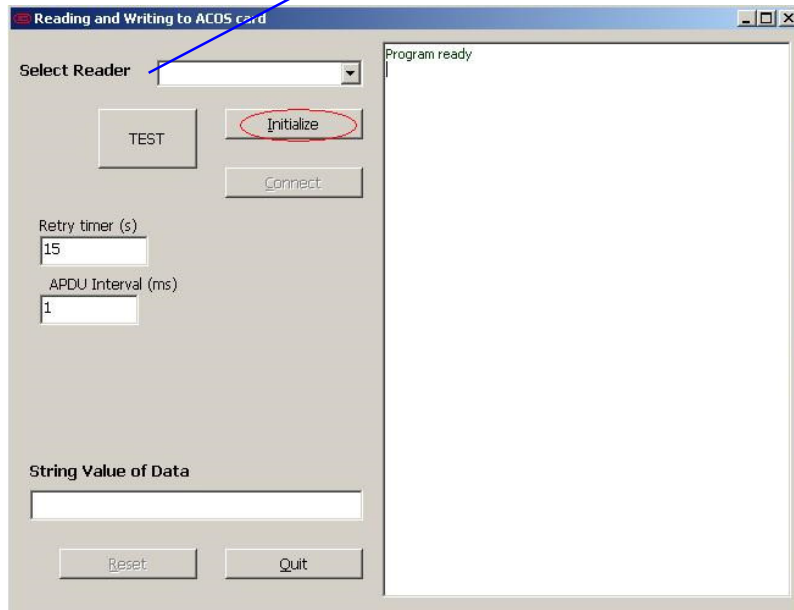 Reading and Writing to ACOS card
Program ready
Select Reader
Initialize
TEST
Connect
Retry timer (s)
15
APDU Interval (ms)
1
String Value of Data
Reset
Quit